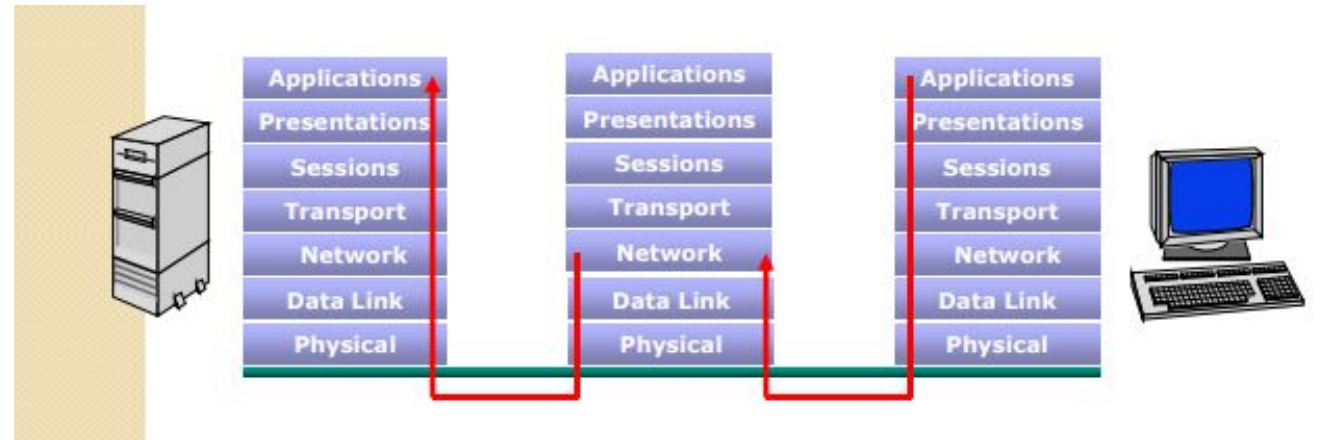 Applications
Presentations
Sessions
Transport
Network
Data Link
Physical
Applications
Presentations
Sessions
Transport
Network
Data Link
Physical
Applications
Presentations
Sessions
Transport
Network
Data Link
Physical